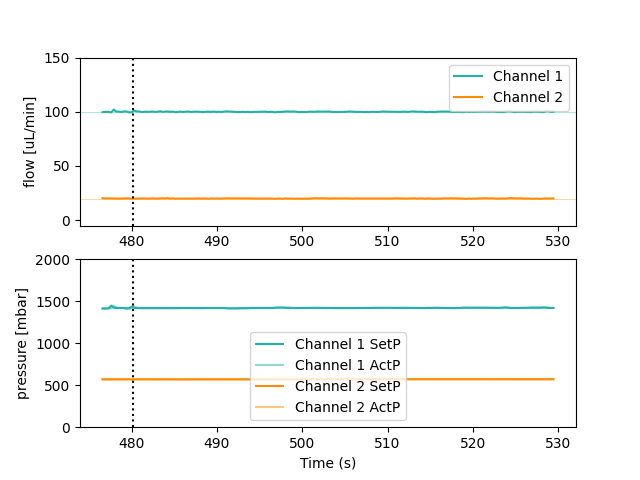 150
100
50
0
flow [uL/min]
Channel 1
Channel 2
480 490 500 510 520 530
2000
1500
1000
500
0
pressure [mbar]
Channel 1 SetP
Channel 1 ActP
Channel 2 SetP
Channel 2 ActP
480 490 500 510 520 530
Time (s)